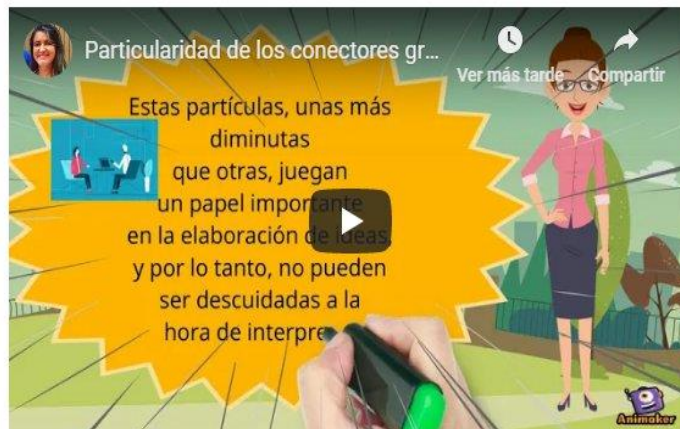 Particularidad de los conectores gr...
Ver más tarde
Compartir
Estas partículas, unas más
diminutas
que otras, juegan
un papel importante
en la elaboración de ideas,
y por lo tanto, no pueden
ser descuidadas a la
hora de interpre
Animaker